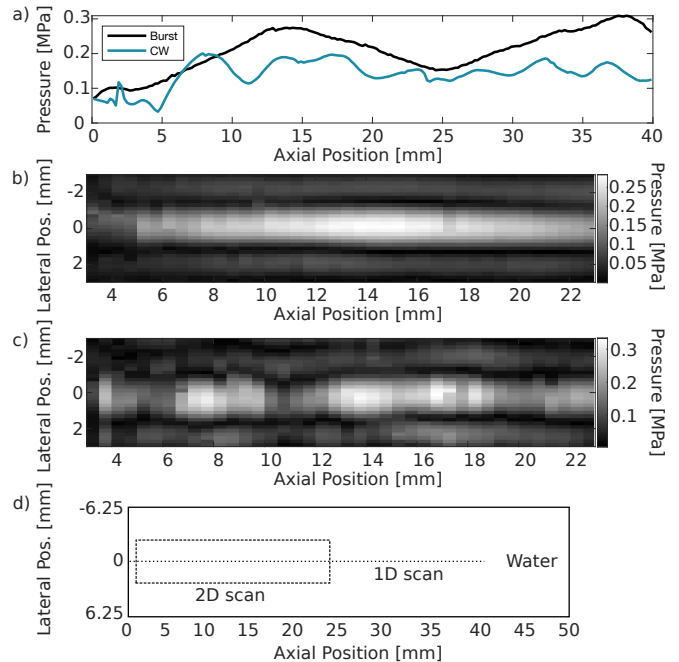 a)
Pressure [MPa]
0.3
0.2
0.1
0
Burst
CW
0 5 10 15 20 25 30 35 40
Axial Position [mm]
b)
Lateral Pos. [mm]
-2
0
2
4 6 8 10 12 14 16 18 20 22
Axial Position [mm]
0.25
0.2
0.15
0.1
0.05
Pressure [MPa]
c)
Lateral Pos. [mm]
-2
0
2
4 6 8 10 12 14 16 18 20 22
Axial Position [mm]
0.3
0.2
0.1
Pressure [MPa]
d)
Lateral Pos. [mm]
-6.25
0
6.25
2D scan
1D scan
Water
0 5 10 15 20 25 30 35 40 45 50
Axial Position [mm]